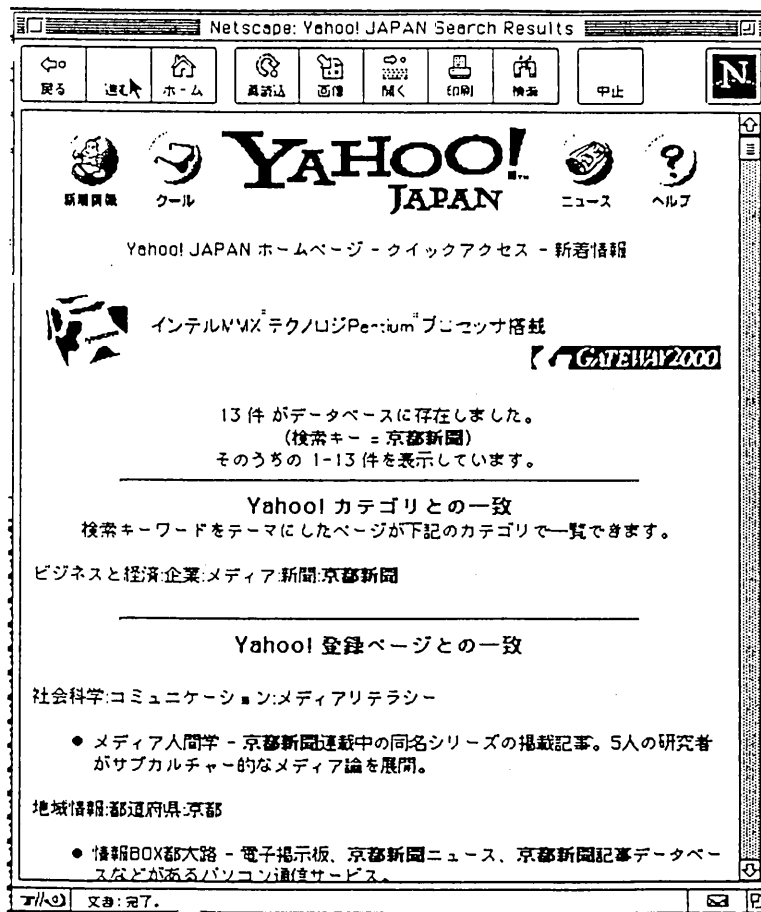 Netscape: Yahoo! JAPAN Search Results
戻る 進む ホーム 再読込 画像 開く 印刷 検索 中止 N
新着情報 クール YAHOO! JAPAN ニュース ヘルプ
Yahoo! JAPAN ホームページ - クイックアクセス - 新着情報
インテルMMX テクノロジPentium プロセッサ搭載
GATEWAY2000
13 件 がデータベースに存在しました。
(検索キー = 京都新聞)
そのうちの 1-13 件を表示しています。
Yahoo! カテゴリとの一致
検索キーワードをテーマにしたページが下記のカテゴリで一覧できます。
ビジネスと経済:企業:メディア:新聞:京都新聞
Yahoo! 登録ページとの一致
社会科学:コミュニケーション:メディアリテラシー
● メディア人間学 - 京都新聞連載中の同名シリーズの掲載記事。5人の研究者
がサブカルチャー的なメディア論を展開。
地域情報:都道府県:京都
● 情報BOX都大路 - 電子掲示板、京都新聞ニュース、京都新聞記事データベー
スなどがあるパソコン通信サービス。
文書:完了。